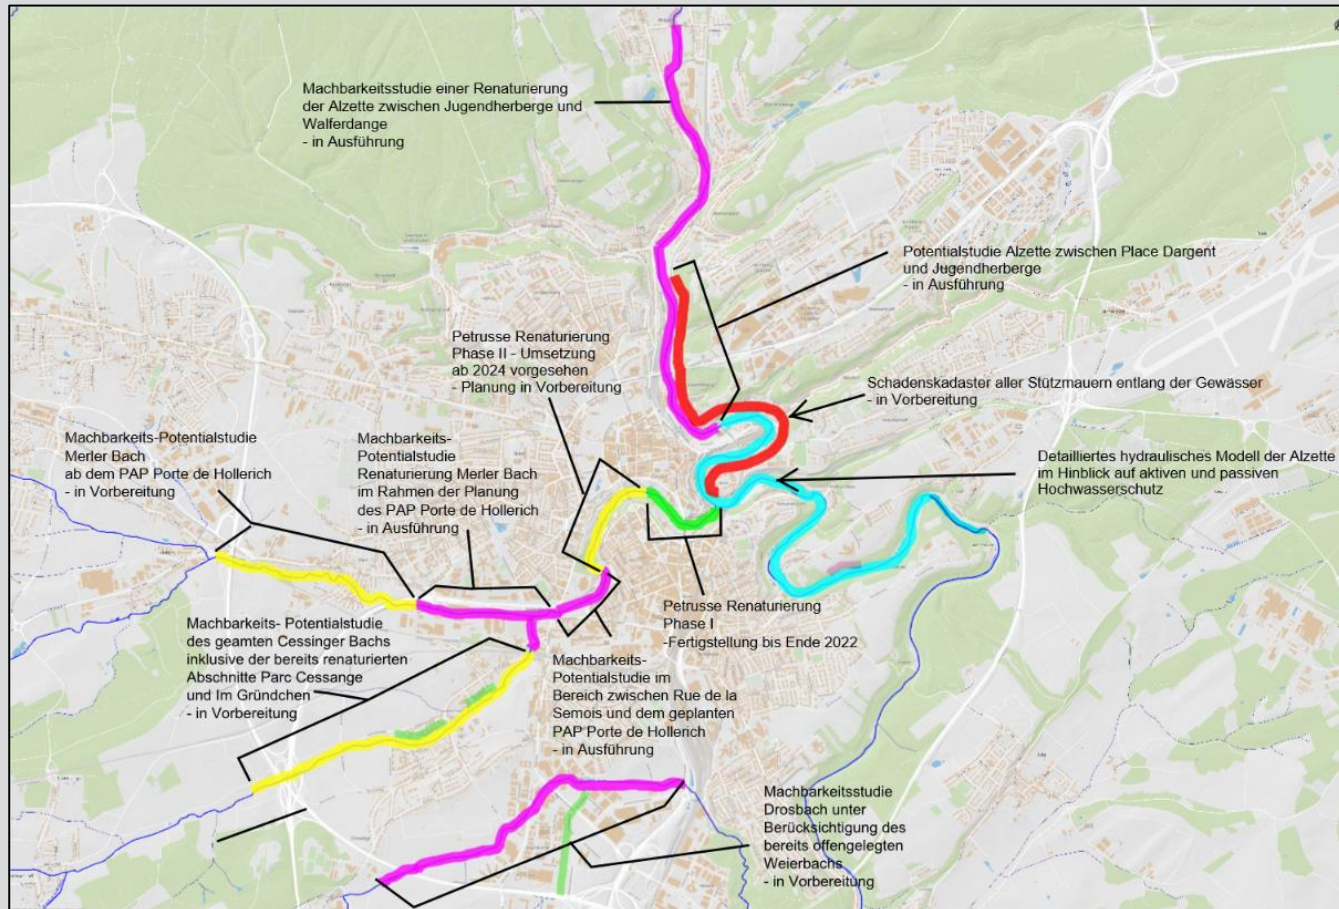 Machbarkeitsstudie einer Renaturierung
der Alzette zwischen Jugendherberge und
Walferdange
- in Ausführung
Potentialstudie Alzette zwischen Place Dargent
und Jugendherberge
- in Ausführung
Petrusse Renaturierung
Phase II - Umsetzung
ab 2024 vorgesehen
- Planung in Vorbereitung
Schadenskadaster aller Stützmauern entlang der Gewässer
- in Vorbereitung
Machbarkeits-Potentialstudie
Merler Bach
ab dem PAP Porte de Hollerich
- in Vorbereitung
Machbarkeits-
Potentialstudie
Renaturierung Merler Bach
im Rahmen der Planung
des PAP Porte de Hollerich
- in Ausführung
Detailliertes hydraulisches Modell der Alzette
im Hinblick auf aktiven und passiven
Hochwasserschutz
Petrusse Renaturierung
Phase I
-Fertigstellung bis Ende 2022
Machbarkeits- Potentialstudie
des geamten Cessinger Bachs
inklusive der bereits renaturierten
Abschnitte Parc Cessange
und Im Gründchen
- in Vorbereitung
Machbarkeits-
Potentialstudie im
Bereich zwischen Rue de la
Semois und dem geplanten
PAP Porte de Hollerich
- in Ausführung
Machbarkeitsstudie
Drosbach unter
Berücksichtigung des
bereits offengelegten
Weierbachs
- in Vorbereitung